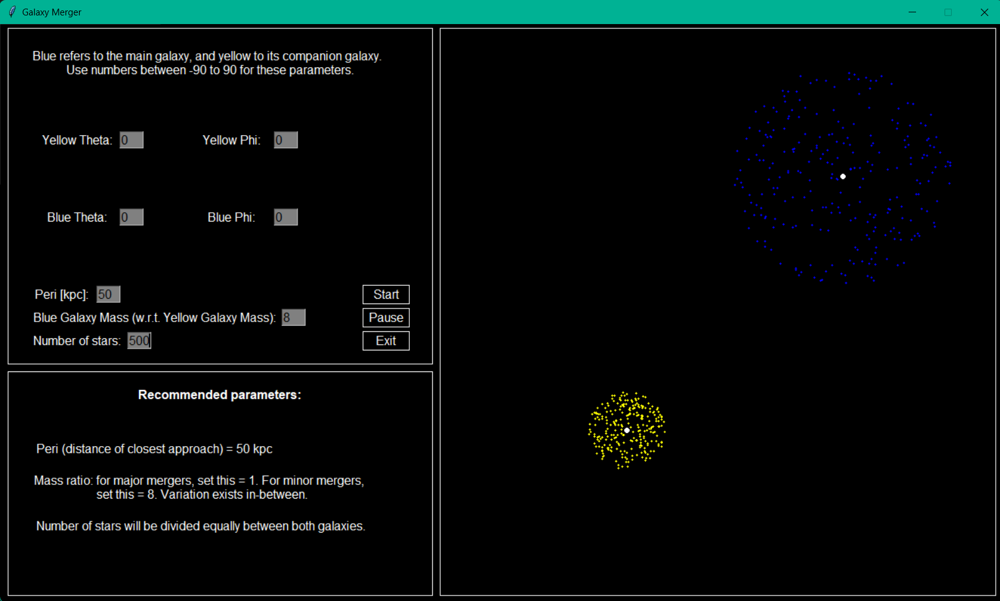 Galaxy Merger
Blue refers to the main galaxy, and yellow to its companion galaxy.
Use numbers between -90 to 90 for these parameters.
Yellow Theta: 0 Yellow Phi: 0
Blue Theta: 0 Blue Phi: 0
Peri [kpc]: 50 Start
Blue Galaxy Mass (w.r.t. Yellow Galaxy Mass): 8 Pause
Number of stars: 500 Exit
Recommended parameters:
Peri (distance of closest approach) = 50 kpc
Mass ratio: for major mergers, set this = 1. For minor mergers,
set this = 8. Variation exists in-between.
Number of stars will be divided equally between both galaxies.